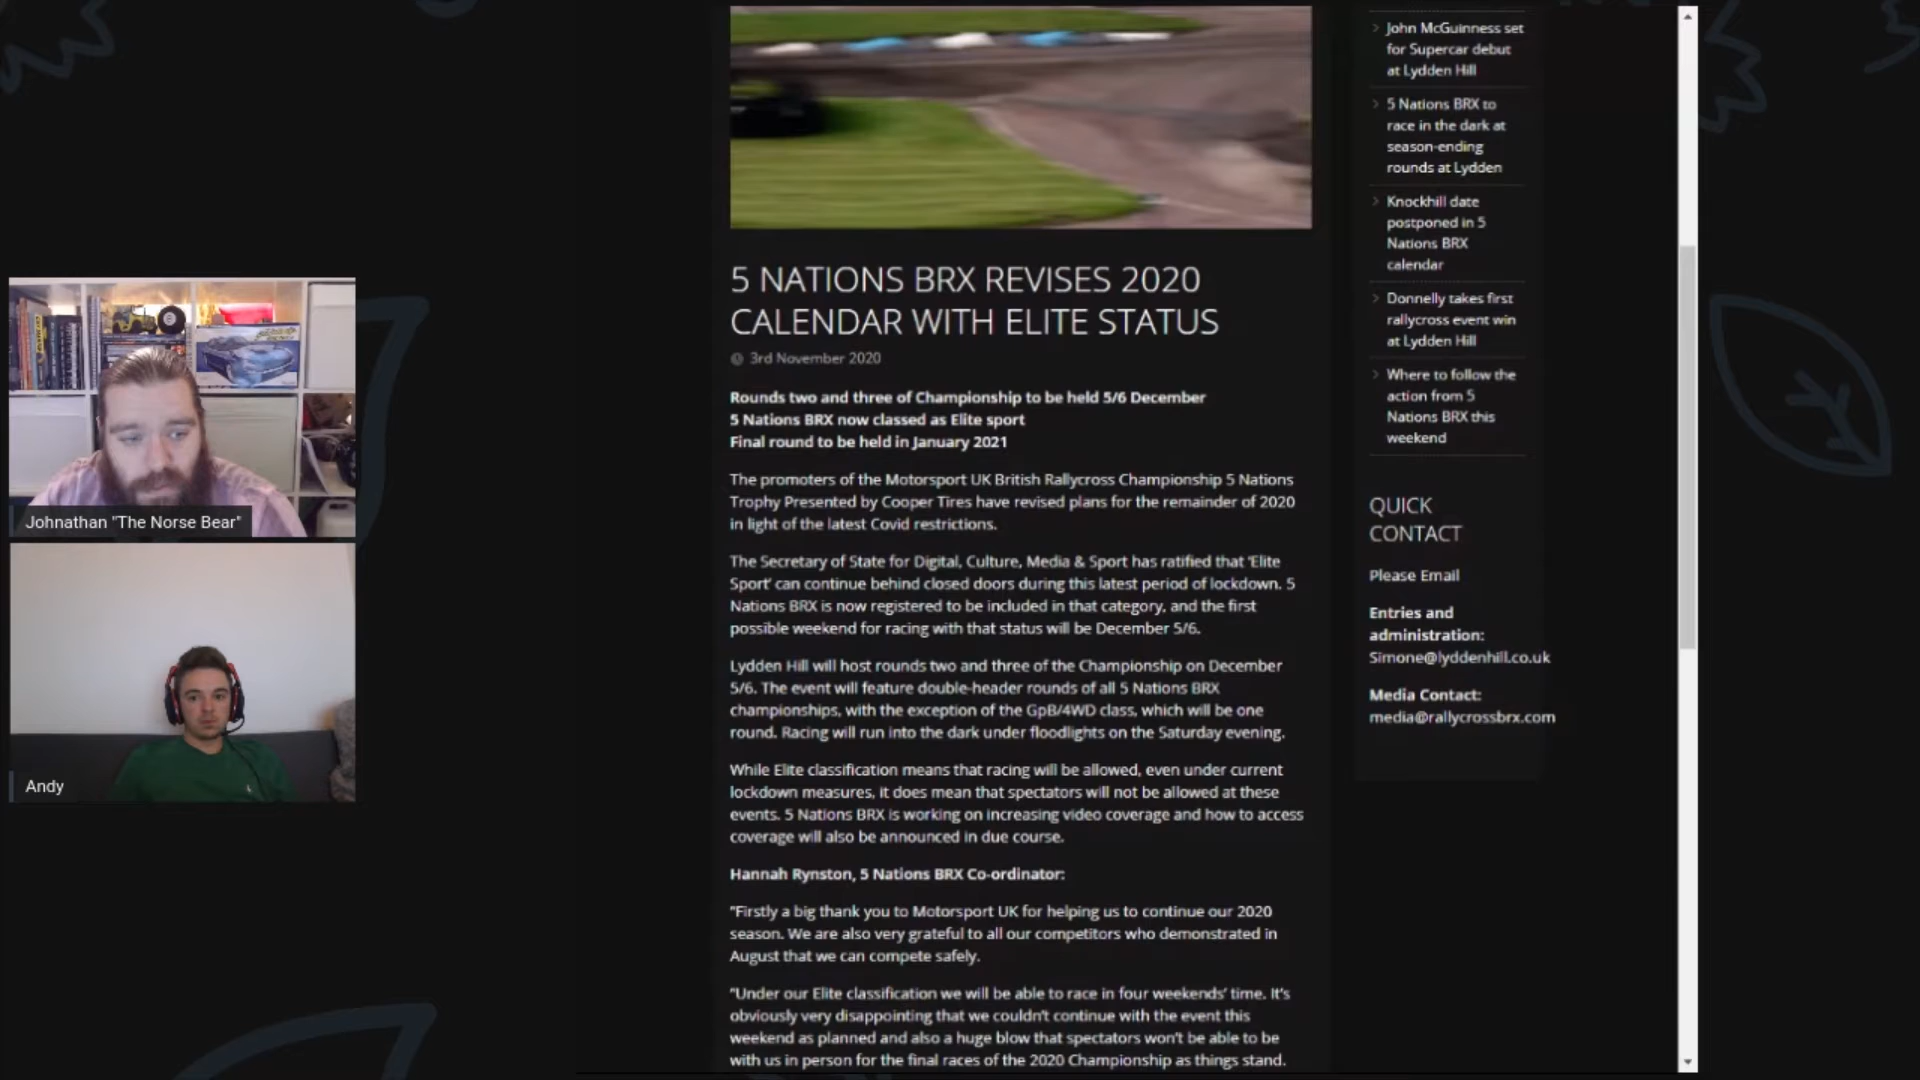 5 NATIONS BRX REVISES 2020
CALENDAR WITH ELITE STATUS
3rd November 2020
Rounds two and three of Championship to be held 5/6 December
5 Nations BRX now classed as Elite sport
Final round to be held in January 2021
The promoters of the Motorsport UK British Rallycross Championship 5 Nations
Trophy Presented by Cooper Tires have revised plans for the remainder of 2020
in light of the latest Covid restrictions.
The Secretary of State for Digital, Culture, Media & Sport has ratified that 'Elite
Sport' can continue behind closed doors during this latest period of lockdown. 5
Nations BRX is now registered to be included in that category, and the first
possible weekend for racing with that status will be December 5/6.
Lydden Hill will host rounds two and three of the Championship on December
5/6. The event will feature double-header rounds of all 5 Nations BRX
championships, with the exception of the GpB/4WD class, which will be one
round. Racing will run into the dark under floodlights on the Saturday evening.
While Elite classification means that racing will be allowed, even under current
lockdown measures, it does mean that spectators will not be allowed at these
events. 5 Nations BRX is working on increasing video coverage and how to access
coverage will also be announced in due course.
Hannah Rynston, 5 Nations BRX Co-ordinator:
"Firstly a big thank you to Motorsport UK for helping us to continue our 2020
season. We are also very grateful to all our competitors who demonstrated in
August that we can compete safely.
"Under our Elite classification we will be able to race in four weekends' time. It's
obviously very disappointing that we couldn't continue with the event this
weekend as planned and also a huge blow that spectators won't be able to be
with us in person for the final races of the 2020 Championship as things stand.
John McGuinness set
for Supercar debut
at Lydden Hill
5 Nations BRX to
race in the dark at
season-ending
rounds at Lydden
Knockhill date
postponed in 5
Nations BRX
calendar
Donnelly takes first
rallycross event win
at Lydden Hill
Where to follow the
action from 5
Nations BRX this
weekend
QUICK
CONTACT
Please Email
Entries and
administration:
Simone@lyddenhill.co.uk
Media Contact:
media@rallycrossbrx.com
Johnathan "The Norse Bear"
Andy